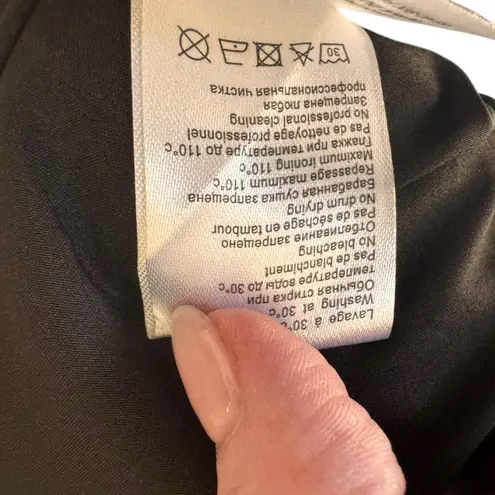 Lavage à 30°c
Washing at 30°c
Обычная стирка при
температуре воды до 30°c
Pas de blanchiment
No bleaching
Отбеливание запрещено
Pas de séchage en tambour
No drum drying
Барабанная сушка запрещена
Repassage maximum 110°c
Maximum ironing 110°c
Глажка при температуре до 110°c
Pas de nettoyage professionnel
No professional cleaning
Запрещена любая
профессиональная чистка
30